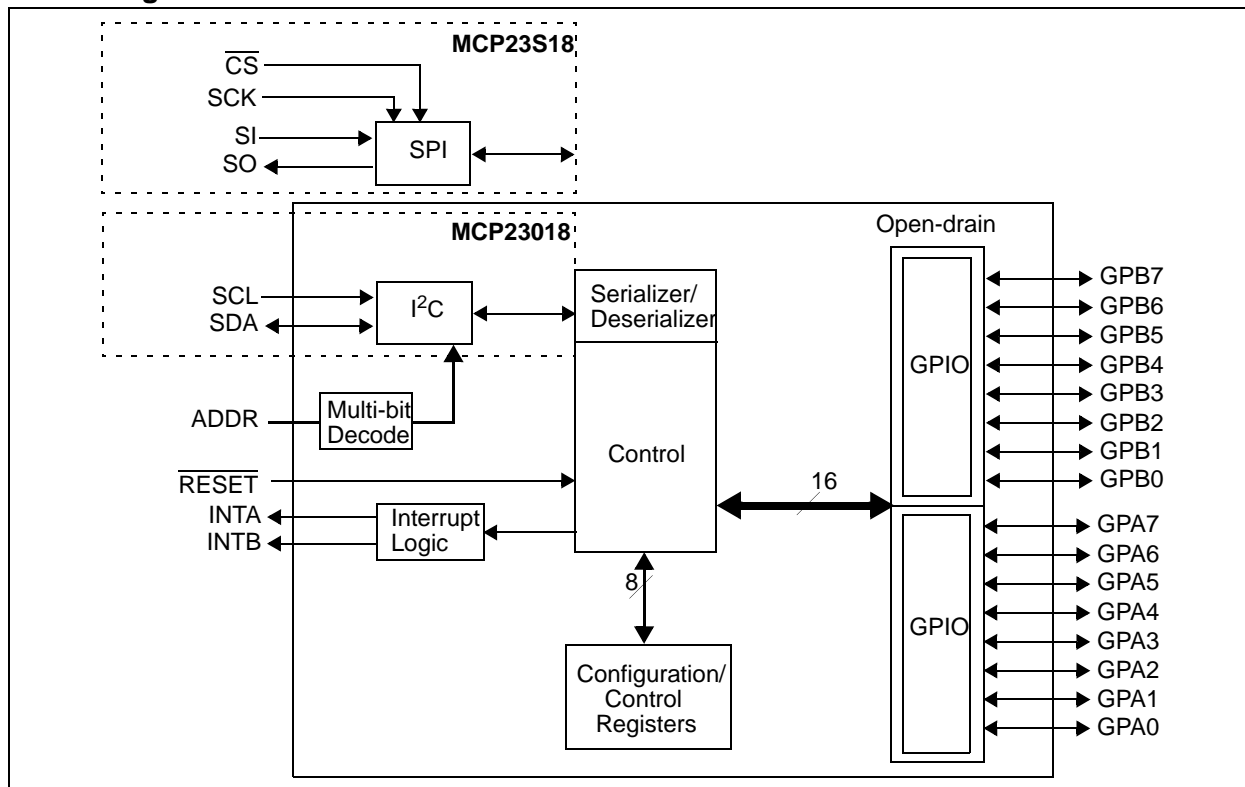 MCP23S18
CS
SCK
SI
SO
SPI
MCP23018
SCL
SDA
I²C
Serializer/
Deserializer
ADDR
Multi-bit
Decode
Control
RESET
INTA
INTB
Interrupt
Logic
8
16
Configuration/
Control
Registers
Open-drain
GPIO
GPB7
GPB6
GPB5
GPB4
GPB3
GPB2
GPB1
GPB0
GPIO
GPA7
GPA6
GPA5
GPA4
GPA3
GPA2
GPA1
GPA0